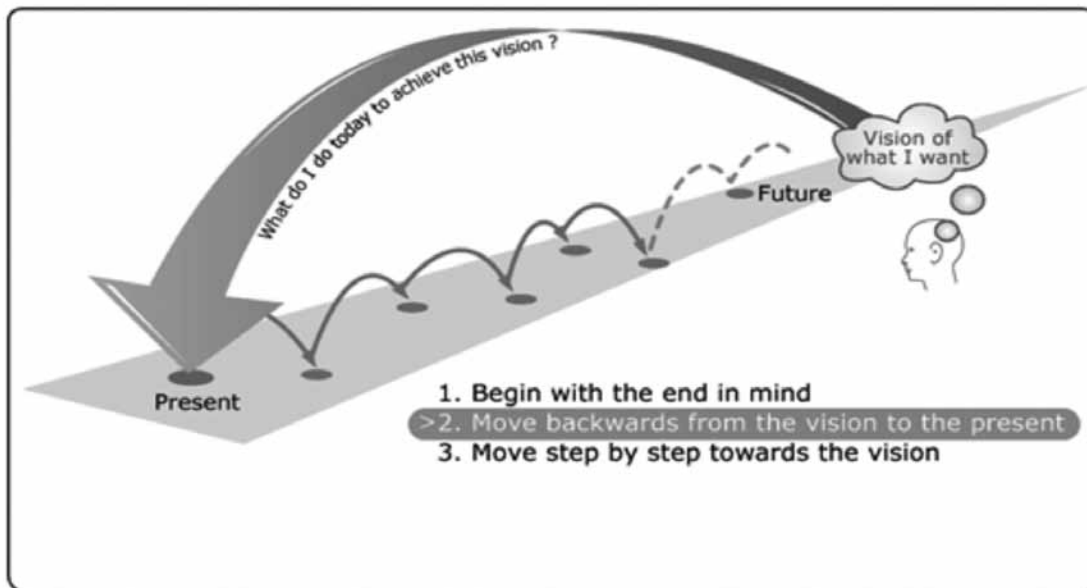 What do I do today to achieve this vision ?
Vision of
what I want
Future
Present
1. Begin with the end in mind
>2. Move backwards from the vision to the present
3. Move step by step towards the vision